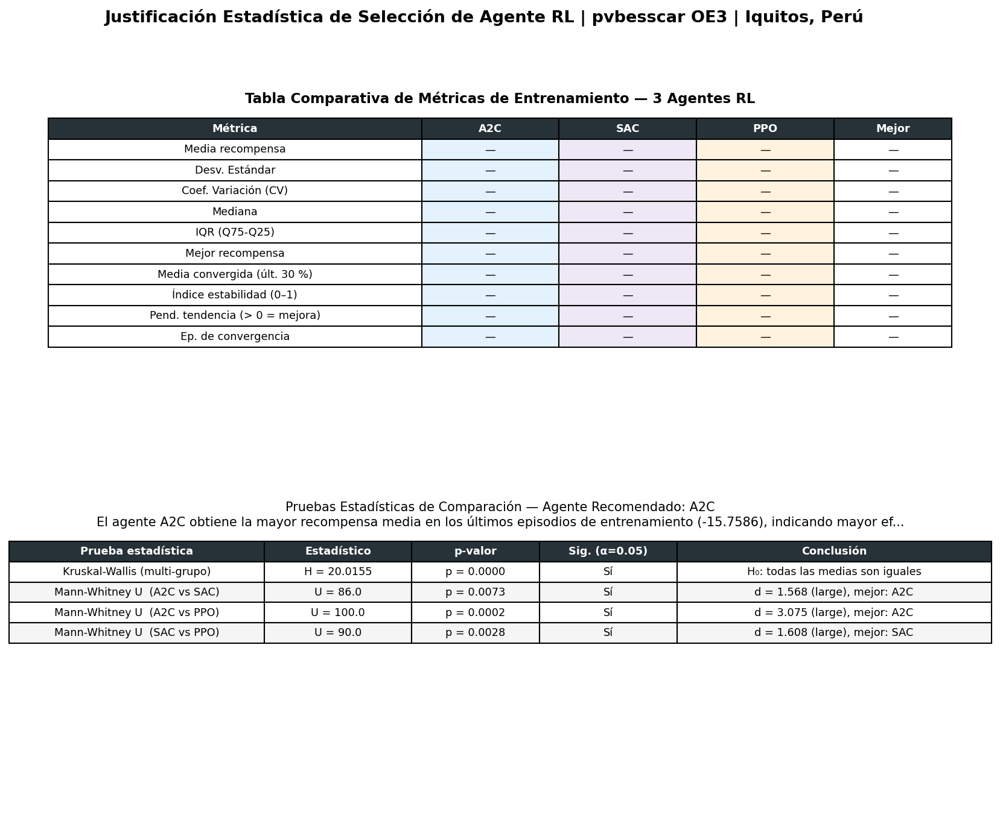 Justificación Estadística de Selección de Agente RL | pvbesscar OE3 | Iquitos, Perú
Tabla Comparativa de Métricas de Entrenamiento — 3 Agentes RL
Métrica A2C SAC PPO Mejor
Media recompensa — — — —
Desv. Estándar — — — —
Coef. Variación (CV) — — — —
Mediana — — — —
IQR (Q75-Q25) — — — —
Mejor recompensa — — — —
Media convergida (últ. 30 %) — — — —
Índice estabilidad (0–1) — — — —
Pend. tendencia (> 0 = mejora) — — — —
Ep. de convergencia — — — —
Pruebas Estadísticas de Comparación — Agente Recomendado: A2C
El agente A2C obtiene la mayor recompensa media en los últimos episodios de entrenamiento (-15.7586), indicando mayor ef...
Prueba estadística Estadístico p-valor Sig. (α=0.05) Conclusión
Kruskal-Wallis (multi-grupo) H = 20.0155 p = 0.0000 Sí H₀: todas las medias son iguales
Mann-Whitney U (A2C vs SAC) U = 86.0 p = 0.0073 Sí d = 1.568 (large), mejor: A2C
Mann-Whitney U (A2C vs PPO) U = 100.0 p = 0.0002 Sí d = 3.075 (large), mejor: A2C
Mann-Whitney U (SAC vs PPO) U = 90.0 p = 0.0028 Sí d = 1.608 (large), mejor: SAC